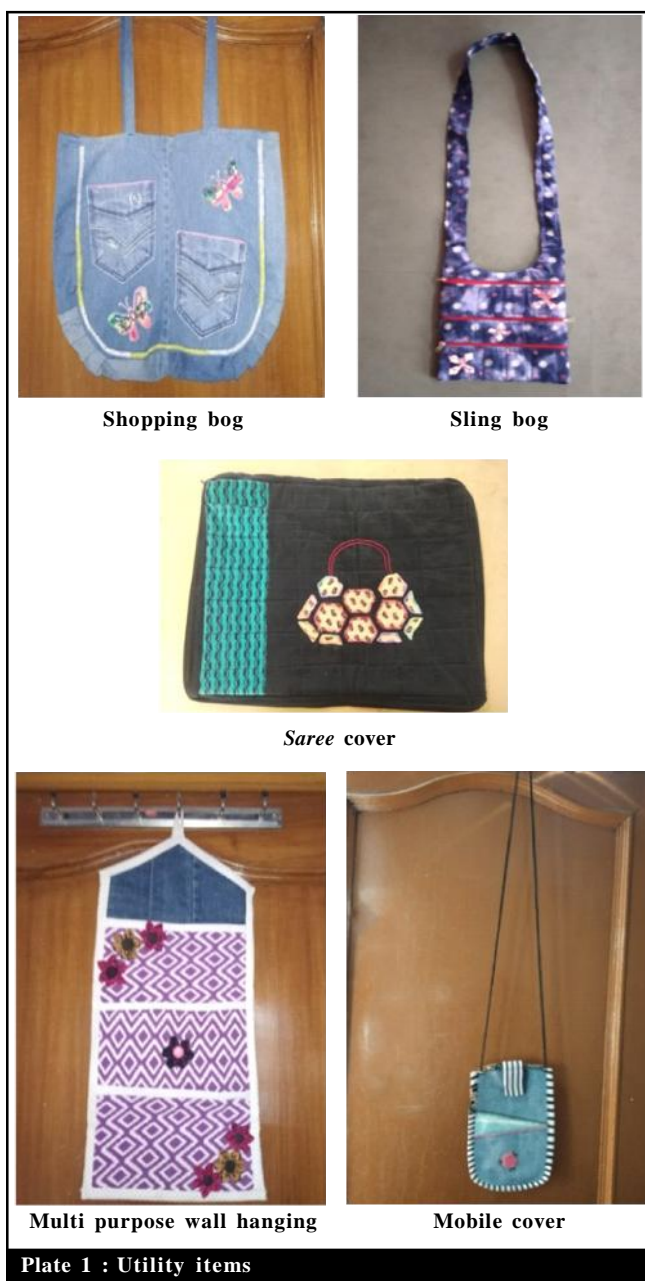 Shopping bog
Sling bog
Saree cover
Multi purpose wall hanging
Mobile cover
Plate 1 : Utility items